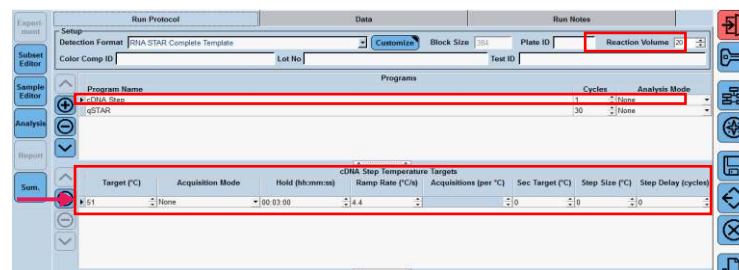 Experi-
ment
Run Protocol
Data
Run Notes
Setup
Detection Format RNA STAR Complete Template
Customize
Block Size 384
Plate ID
Reaction Volume 20
Subset
Editor
Color Comp ID
Lot No
Test ID
Programs
Sample
Editor
Program Name
Cycles
Analysis Mode
cDNA Step 1 None
qSTAR 30 None
Analysis
Report
cDNA Step Temperature Targets
Sum.
Target (°C) Acquisition Mode Hold (hh:mm:ss) Ramp Rate (°C/s) Acquisitions (per °C) Sec Target (°C) Step Size (°C) Step Delay (cycles)
51 None 00:03:00 4.4 0 0 0